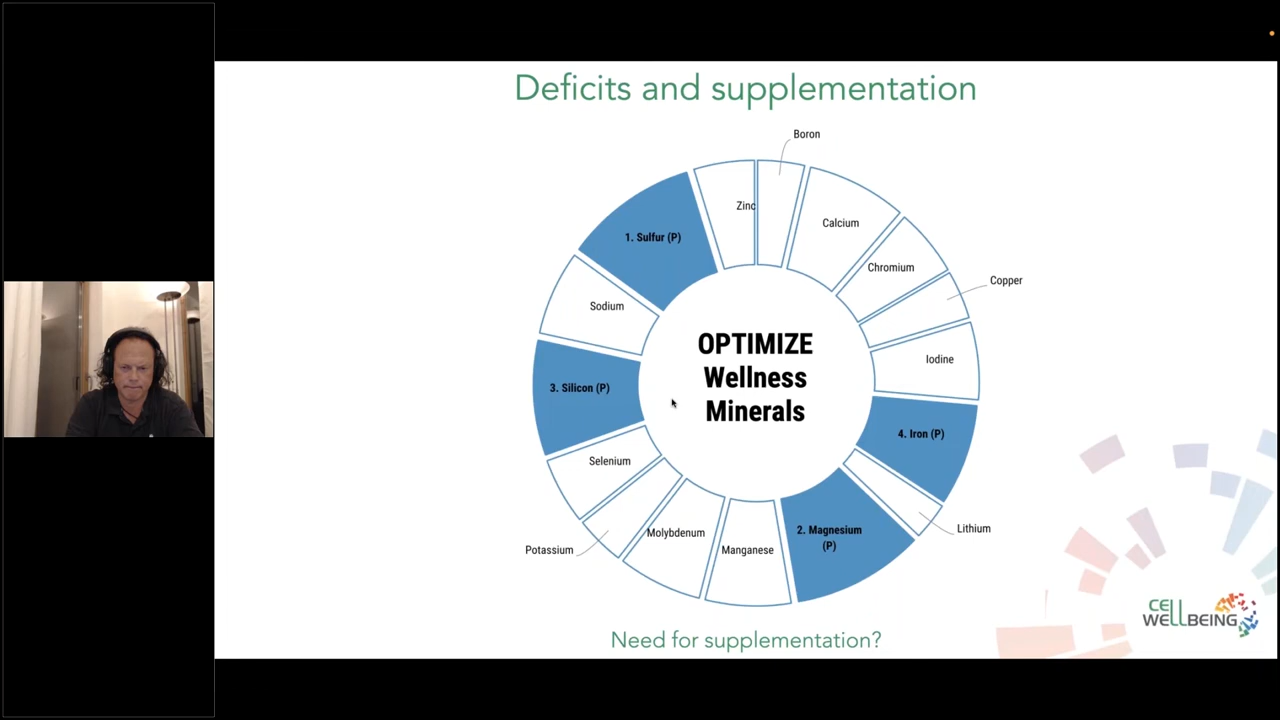 Deficits and supplementation
Boron
Zinc
Calcium
1. Sulfur (P)
Chromium
Copper
Sodium
OPTIMIZE
Wellness
Minerals
Iodine
3. Silicon (P)
4. Iron (P)
Selenium
Lithium
2. Magnesium
(P)
Molybdenum
Manganese
Potassium
CELL
WELLBEING
Need for supplementation?